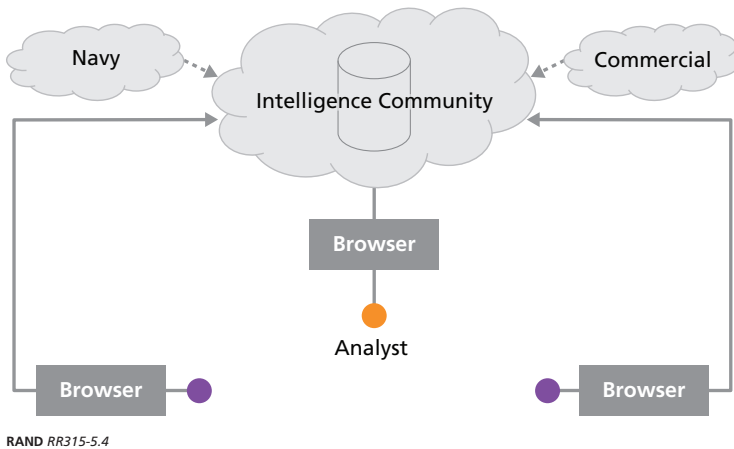 Navy
Commercial
Intelligence Community
Browser
Analyst
Browser
Browser
RAND RR315-5.4